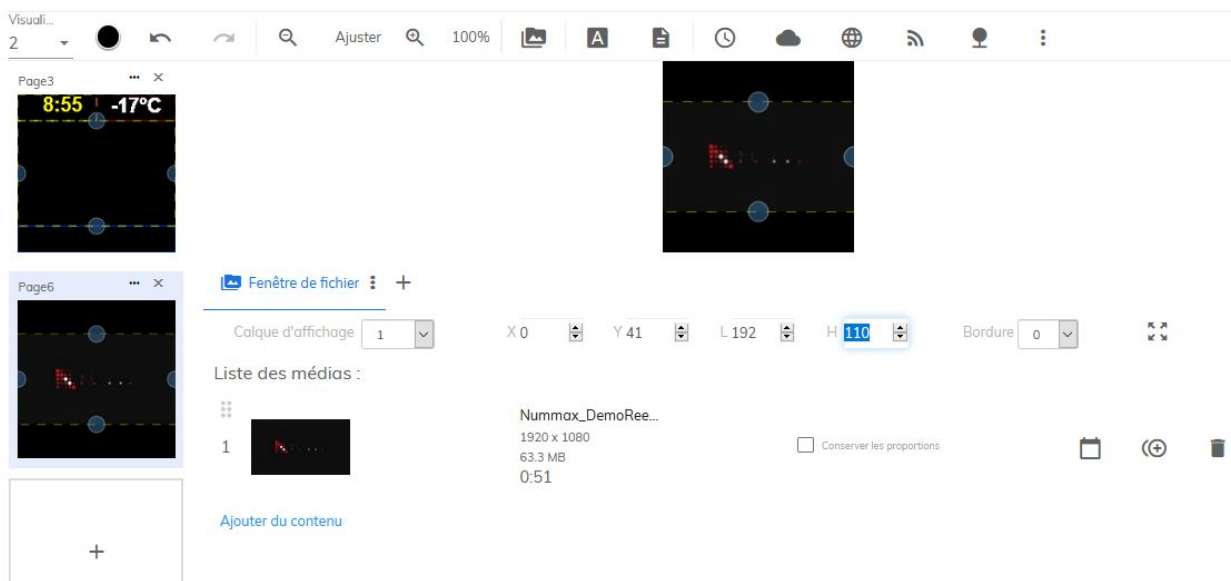 Visuali...
2
Ajuster
100%
A
Page3
8:55
-17°C
Page6
Fenêtre de fichier
Calque d'affichage 1
X 0
Y 41
L 192
H 110
Bordure 0
Liste des médias :
1
Nummax_DemoRee...
1920 x 1080
63.3 MB
0:51
Conserver les proportions
Ajouter du contenu